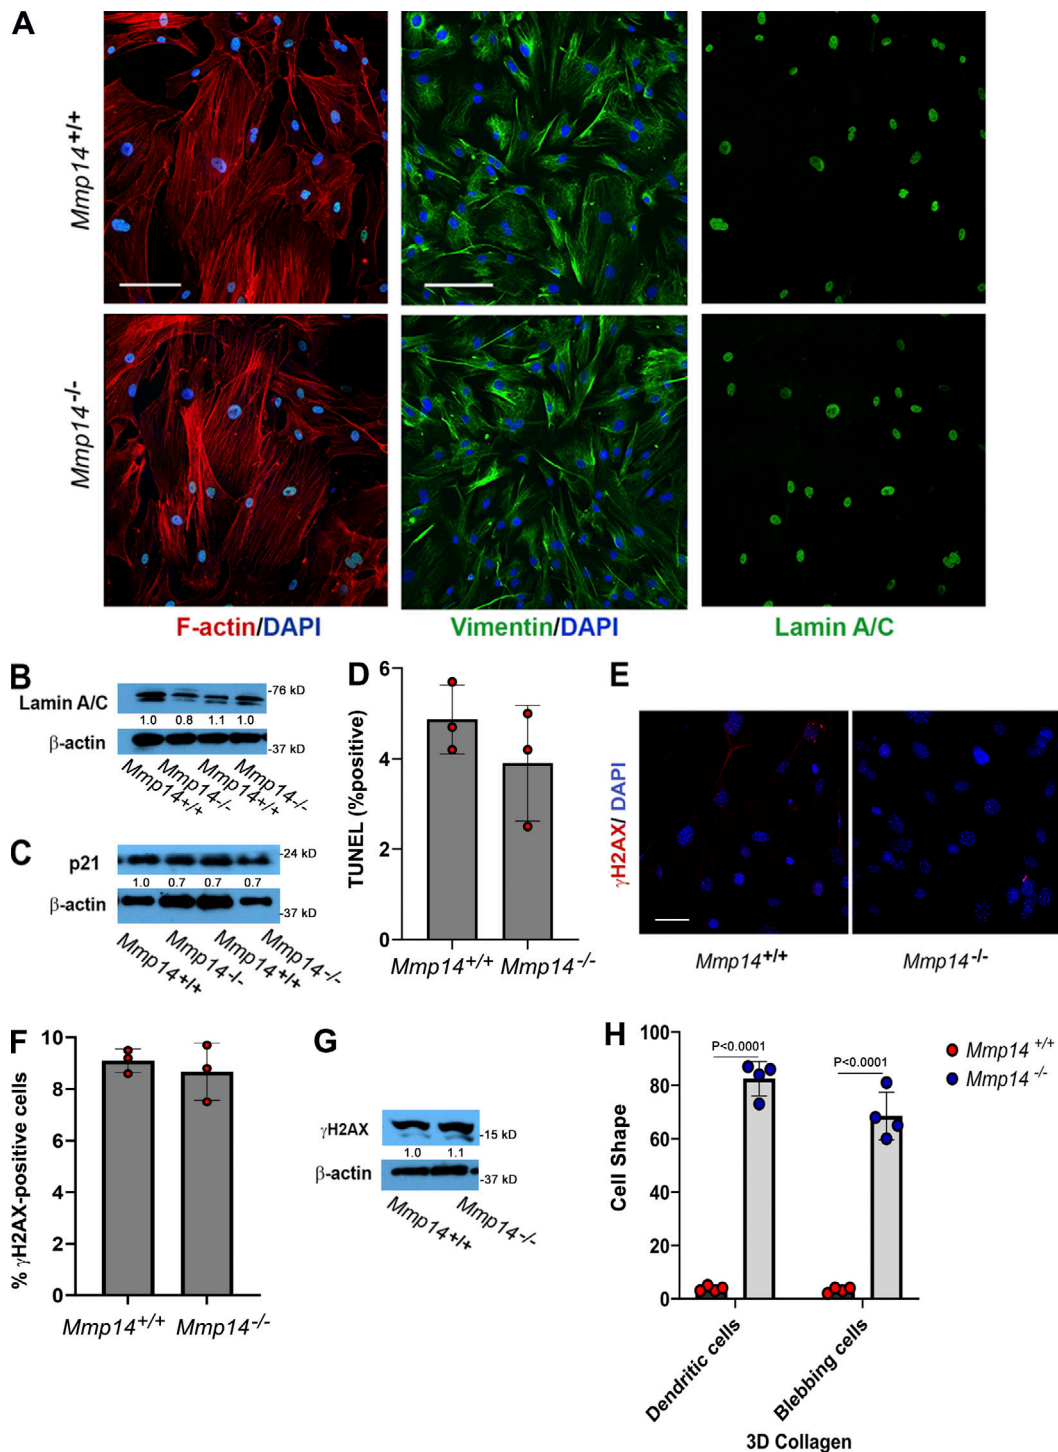 A
Mmp14+/+
Mmp14-/-
F-actin/DAPI
Vimentin/DAPI
Lamin A/C
B
Lamin A/C
-76 kD
1.0 0.8 1.1 1.0
β-actin
-37 kD
Mmp14+/+
Mmp14-/-
Mmp14+/+
Mmp14-/-
C
p21
-24 kD
1.0 0.7 0.7 0.7
β-actin
-37 kD
Mmp14+/+
Mmp14-/-
Mmp14+/+
Mmp14-/-
D
TUNEL (%positive)
6
4
2
0
Mmp14+/+
Mmp14-/-
E
γH2AX/ DAPI
Mmp14+/+
Mmp14-/-
F
% γH2AX-positive cells
10
8
6
4
2
0
Mmp14+/+
Mmp14-/-
G
γH2AX
-15 kD
1.0 1.1
β-actin
-37 kD
Mmp14+/+
Mmp14-/-
H
Cell Shape
100
80
60
40
20
0
P<0.0001
P<0.0001
Mmp14 +/+
Mmp14 -/-
Dendritic cells
Blebbing cells
3D Collagen